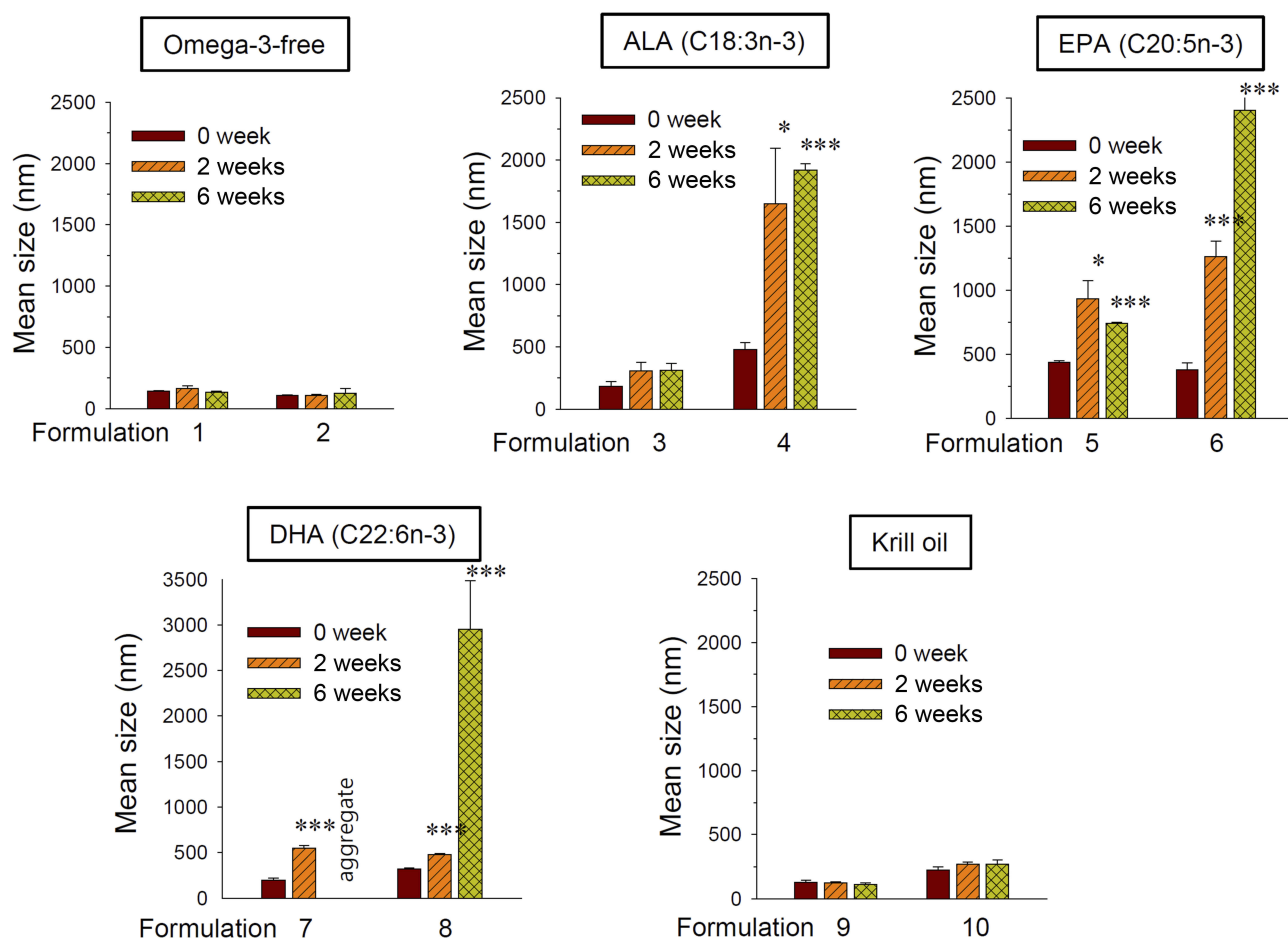 Omega-3-free
Mean size (nm)
2500
2000
1500
1000
500
0
0 week
2 weeks
6 weeks
Formulation 1 2
ALA (C18:3n-3)
Mean size (nm)
2500
2000
1500
1000
500
0
0 week
2 weeks
6 weeks
*
***
Formulation 3 4
EPA (C20:5n-3)
Mean size (nm)
2500
2000
1500
1000
500
0
0 week
2 weeks
6 weeks
*
***
***
***
Formulation 5 6
DHA (C22:6n-3)
Mean size (nm)
3500
3000
2500
2000
1500
1000
500
0
0 week
2 weeks
6 weeks
***
aggregate
***
***
Formulation 7 8
Krill oil
Mean size (nm)
2500
2000
1500
1000
500
0
0 week
2 weeks
6 weeks
Formulation 9 10